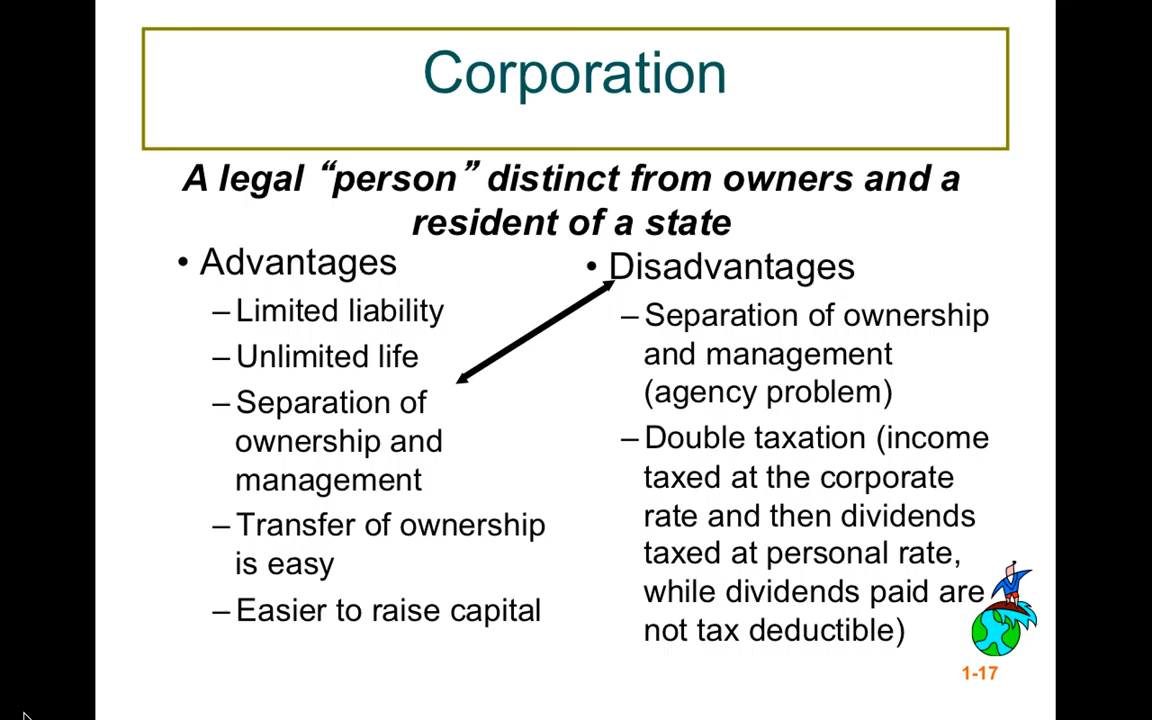 Corporation
A legal “person” distinct from owners and a
resident of a state
• Advantages
– Limited liability
– Unlimited life
– Separation of
ownership and
management
– Transfer of ownership
is easy
– Easier to raise capital
• Disadvantages
– Separation of ownership
and management
(agency problem)
– Double taxation (income
taxed at the corporate
rate and then dividends
taxed at personal rate,
while dividends paid are
not tax deductible)
1-17